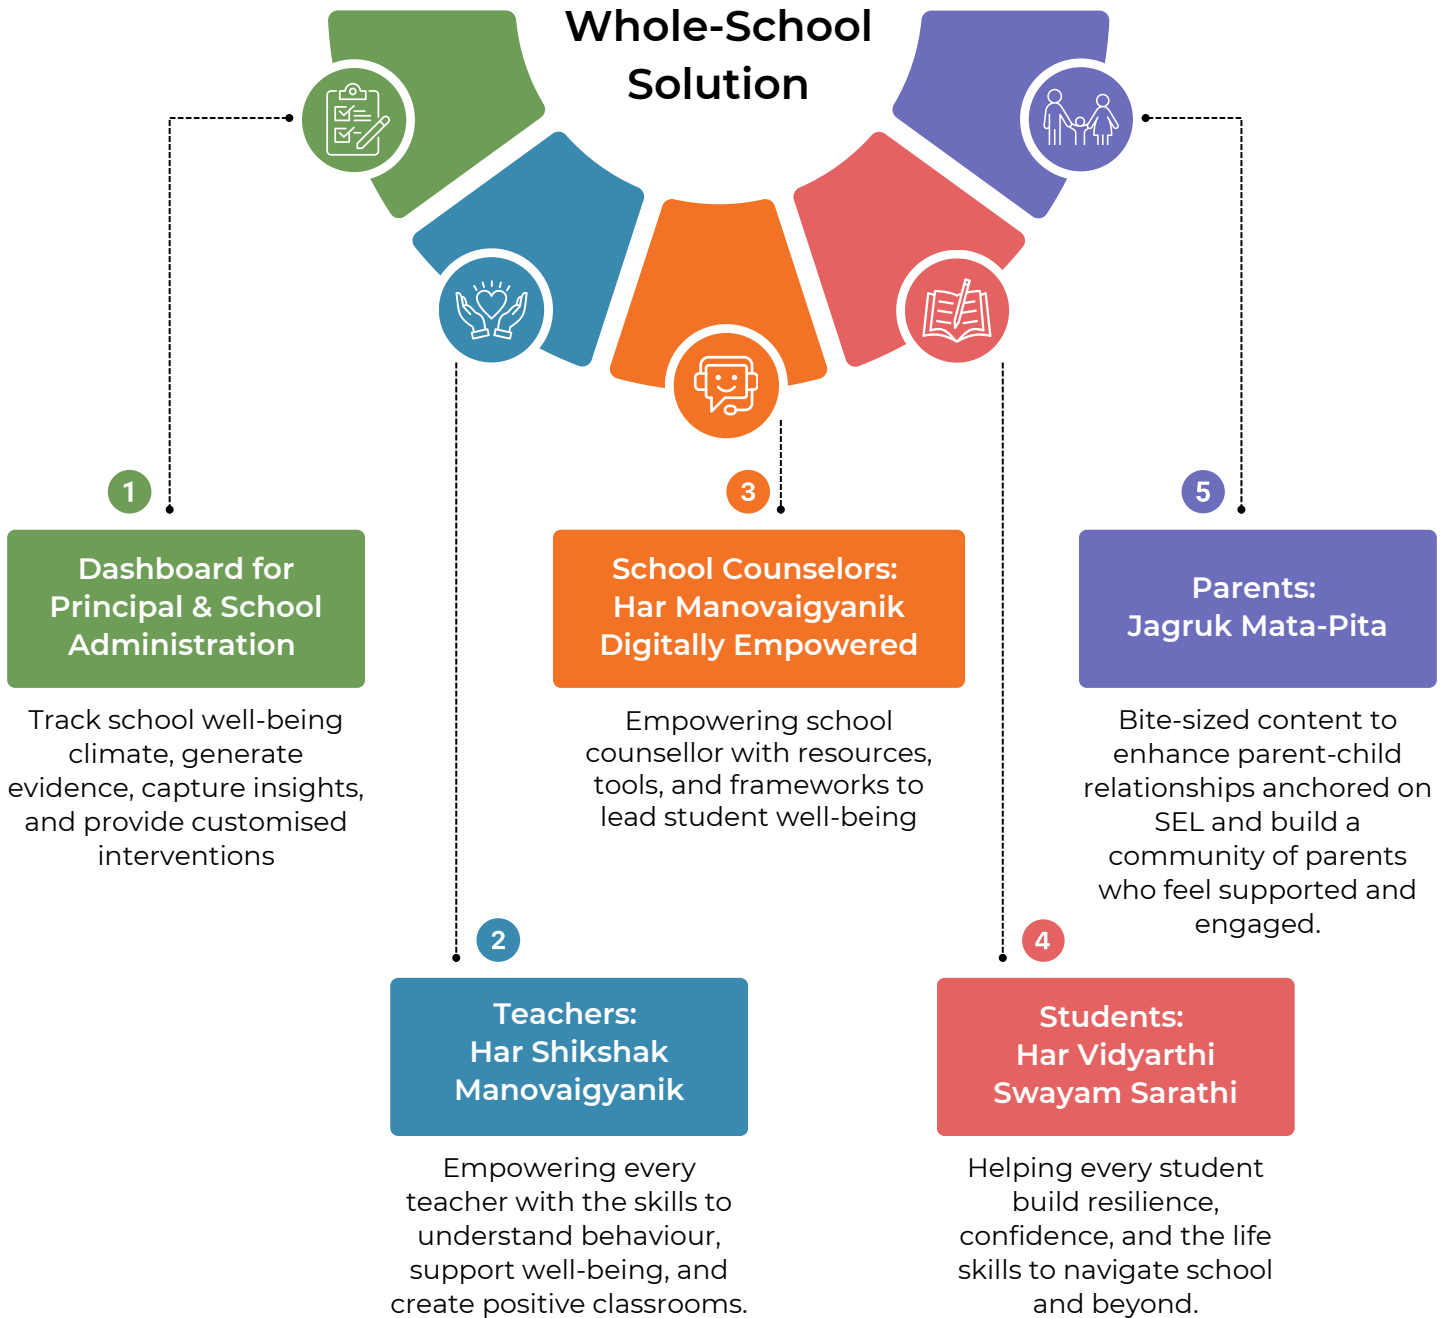 Whole-School
Solution
1
Dashboard for
Principal & School
Administration
Track school well-being
climate, generate
evidence, capture insights,
and provide customised
interventions
2
Teachers:
Har Shikshak
Manovaigyanik
Empowering every
teacher with the skills to
understand behaviour,
support well-being, and
create positive classrooms.
3
School Counselors:
Har Manovaigyanik
Digitally Empowered
Empowering school
counsellor with resources,
tools, and frameworks to
lead student well-being
4
Students:
Har Vidyarthi
Swayam Sarathi
Helping every student
build resilience,
confidence, and the life
skills to navigate school
and beyond.
5
Parents:
Jagruk Mata-Pita
Bite-sized content to
enhance parent-child
relationships anchored on
SEL and build a
community of parents
who feel supported and
engaged.